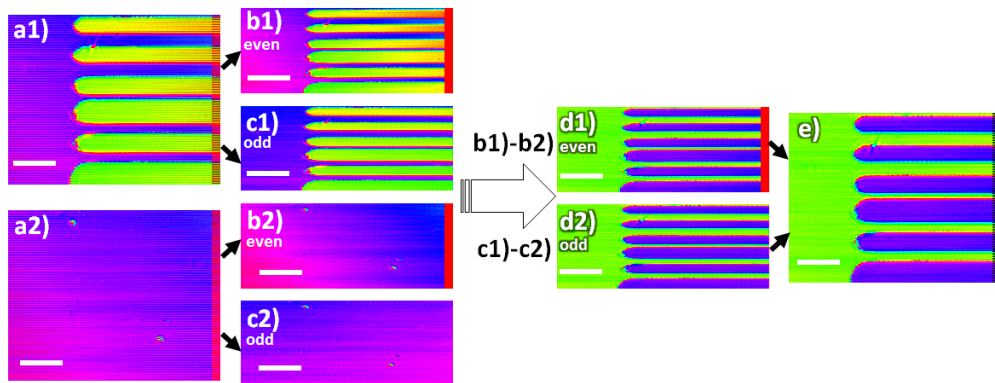 a1)
b1)
even
c1)
odd
a2)
b2)
even
c2)
odd
b1)-b2)
c1)-c2)
d1)
even
d2)
odd
e)